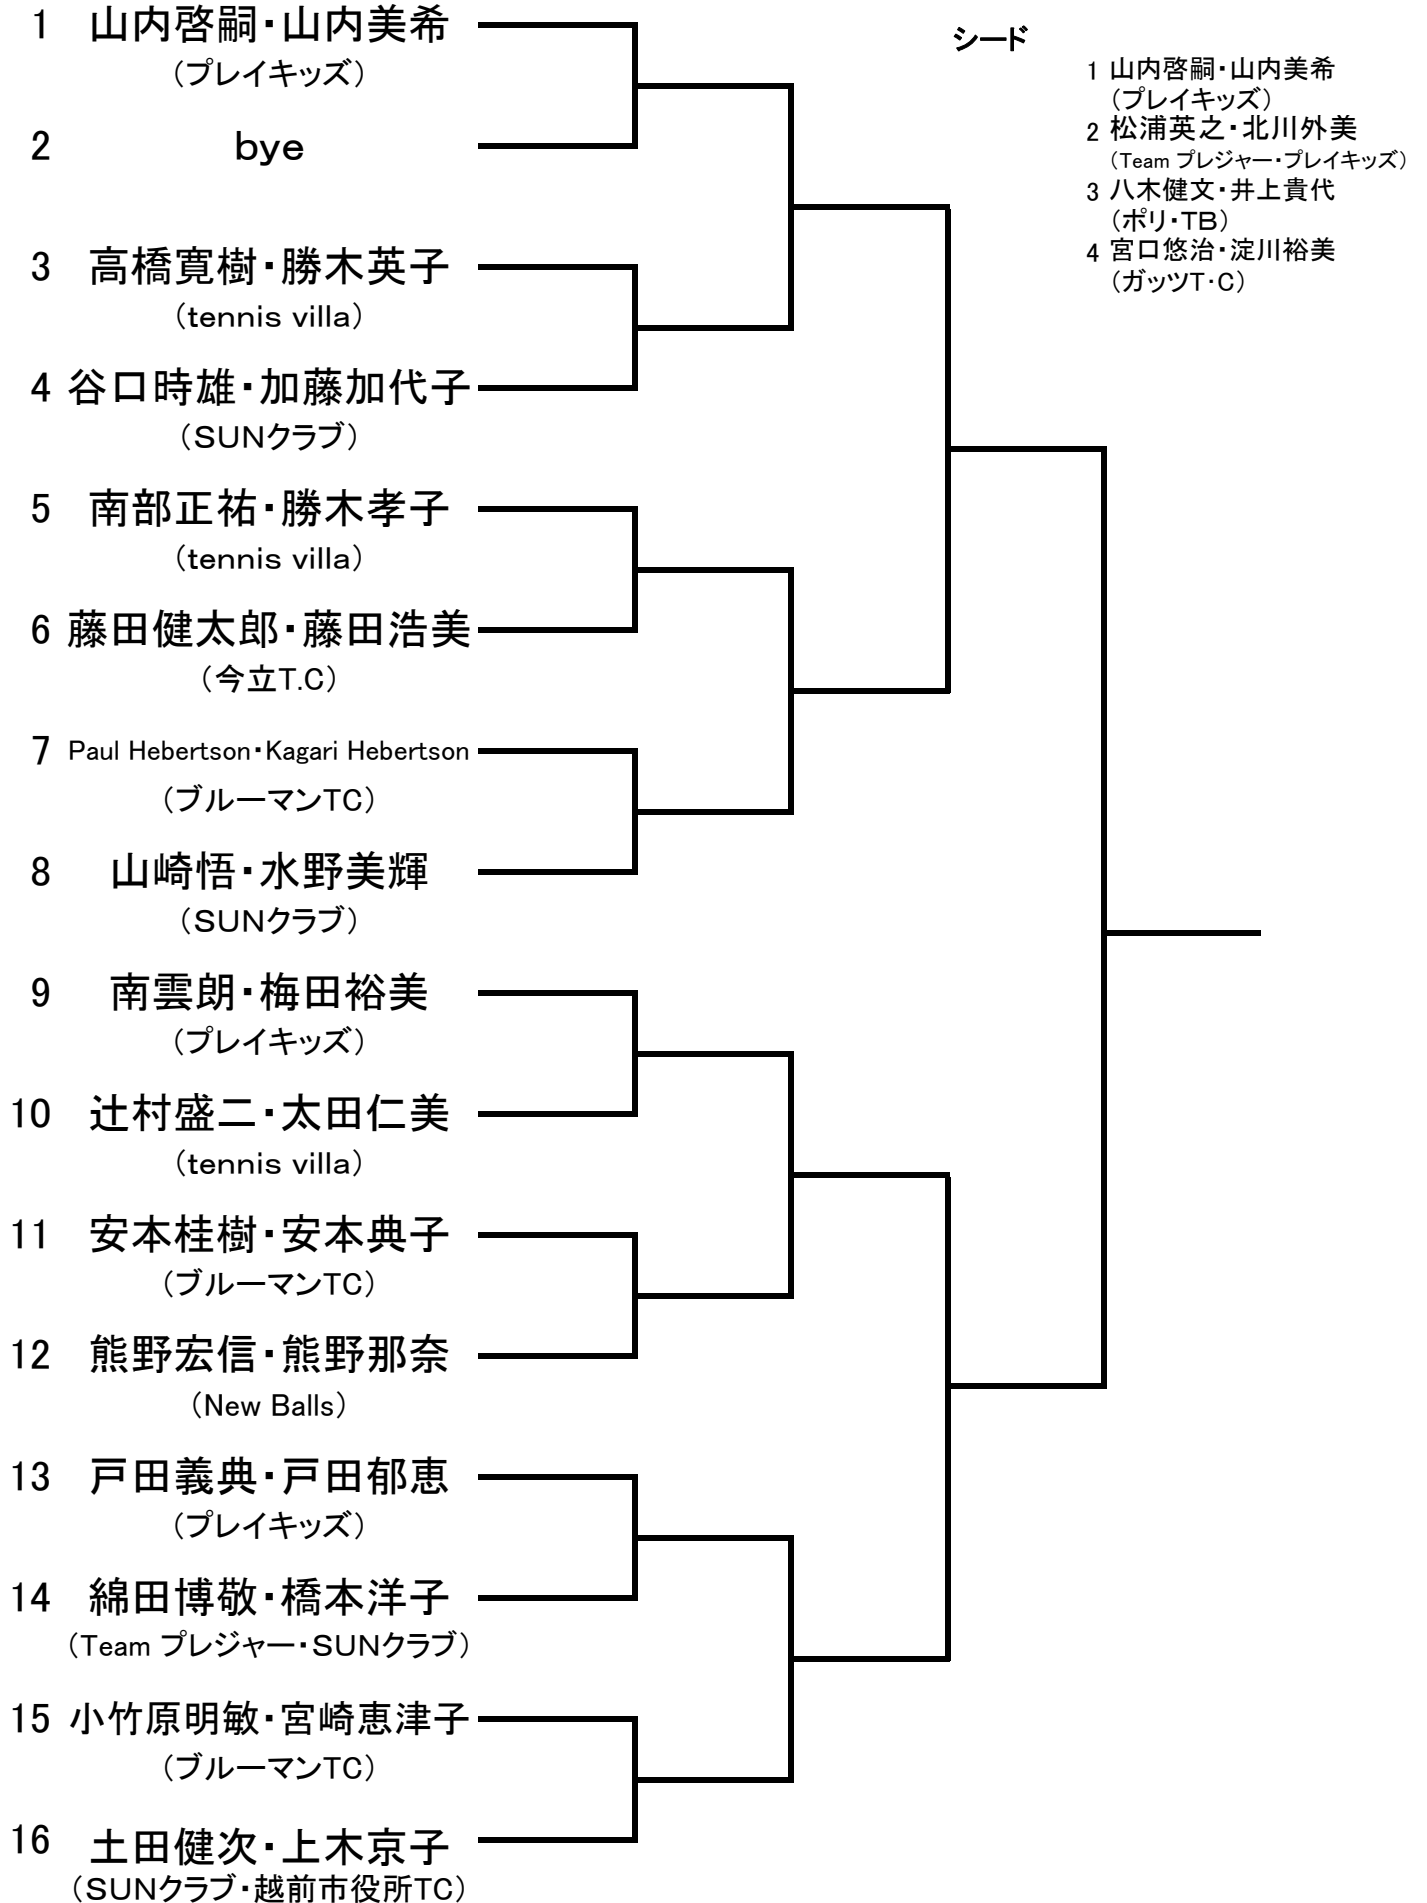 1 山内啓嗣・山内美希
（プレイキッズ）
2 bye
3 高橋寛樹・勝木英子
（tennis villa）
4 谷口時雄・加藤加代子
（SUNクラブ）
5 南部正祐・勝木孝子
（tennis villa）
6 藤田健太郎・藤田浩美
（今立T.C）
7 Paul Hebertson・Kagari Hebertson
（ブルーマンTC）
8 山崎悟・水野美輝
（SUNクラブ）
9 南雲朗・梅田裕美
（プレイキッズ）
10 辻村盛二・太田仁美
（tennis villa）
11 安本桂樹・安本典子
（ブルーマンTC）
12 熊野宏信・熊野那奈
（New Balls）
13 戸田義典・戸田郁恵
（プレイキッズ）
14 綿田博敬・橋本洋子
（Team プレジャー・SUNクラブ）
15 小竹原明敏・宮崎恵津子
（ブルーマンTC）
16 土田健次・上木京子
（SUNクラブ・越前市役所TC）
シード
1 山内啓嗣・山内美希
（プレイキッズ）
2 松浦英之・北川外美
（Team プレジャー・プレイキッズ）
3 八木健文・井上貴代
（ポリ・TB）
4 宮口悠治・淀川裕美
（ガッツT・C）